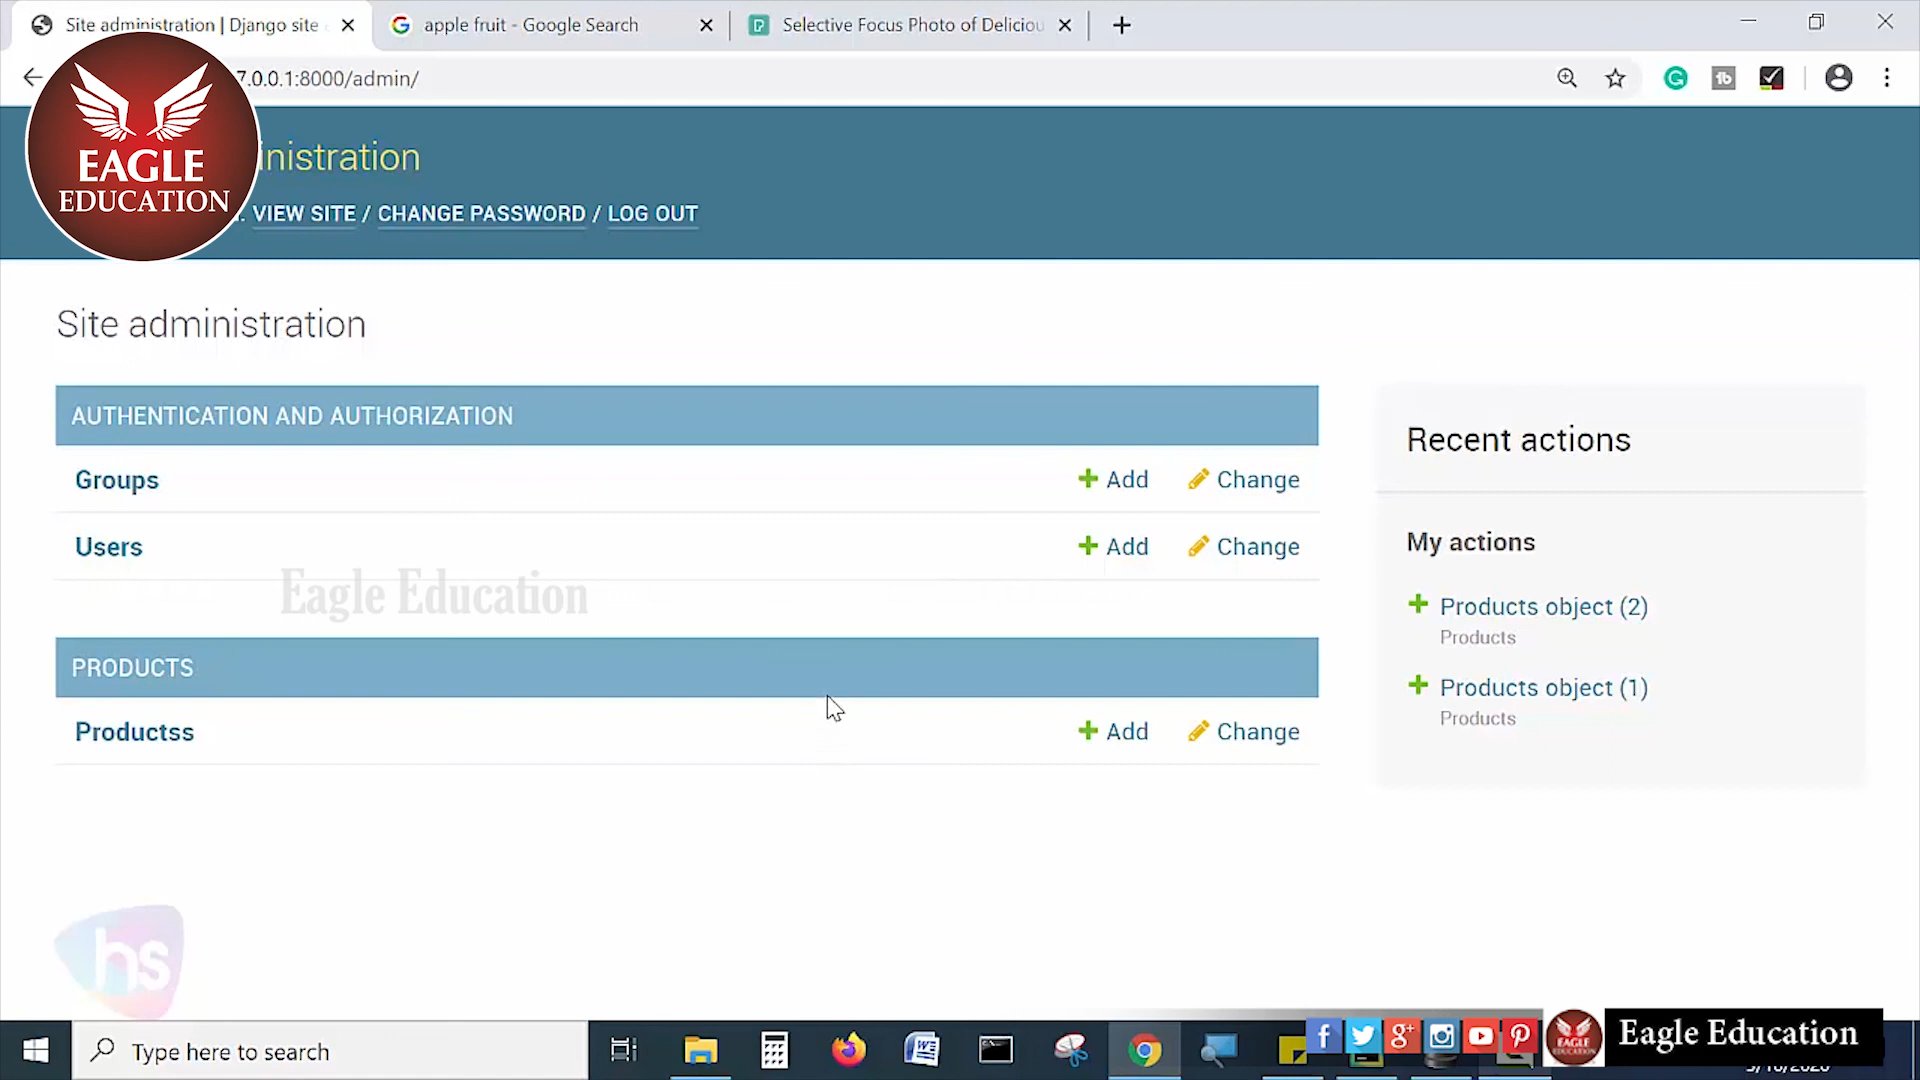 Site administration | Django site
apple fruit - Google Search
Selective Focus Photo of Deliciou
7.0.0.1:8000/admin/
EAGLE
EDUCATION
inistration
VIEW SITE / CHANGE PASSWORD / LOG OUT
Site administration
AUTHENTICATION AND AUTHORIZATION
Groups
Add
Change
Users
Add
Change
Eagle Education
PRODUCTS
Productss
Add
Change
Recent actions
My actions
Products object (2)
Products
Products object (1)
Products
hs
Type here to search
EAGLE
EDUCATION
Eagle Education